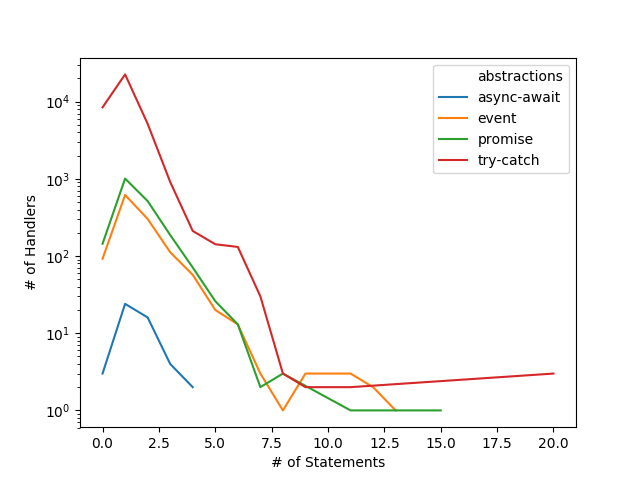 abstractions
async-await
event
promise
try-catch
10^4
10^3
10^2
10^1
10^0
# of Handlers
0.0 2.5 5.0 7.5 10.0 12.5 15.0 17.5 20.0
# of Statements